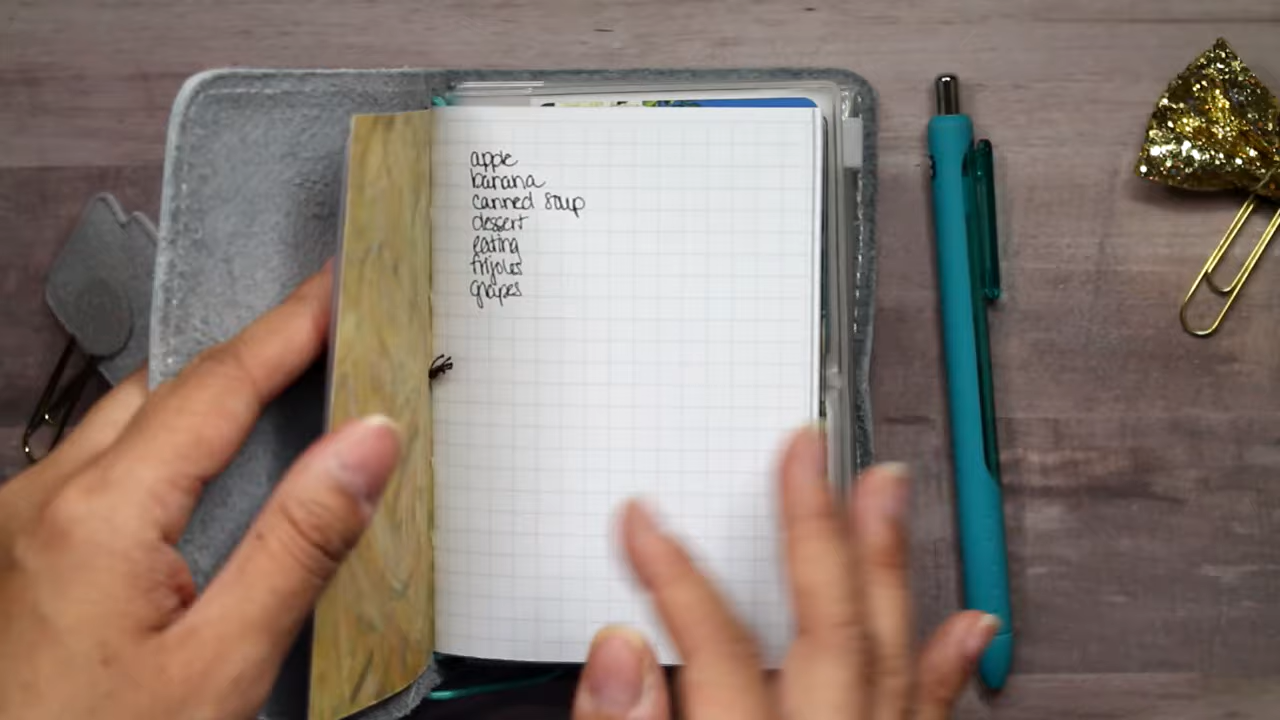 apple
banana
canned soup
dessert
eating
frijoles
grapes